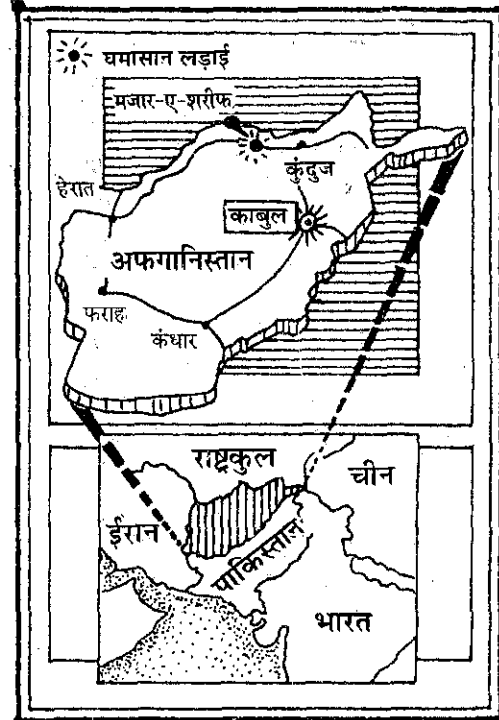 घमासान लड़ाई
मजार-ए-शरीफ
कुंदुज
हेरात
काबुल
अफगानिस्तान
फराह
कंधार
राष्ट्रकुल
चीन
ईरान
पाकिस्तान
भारत